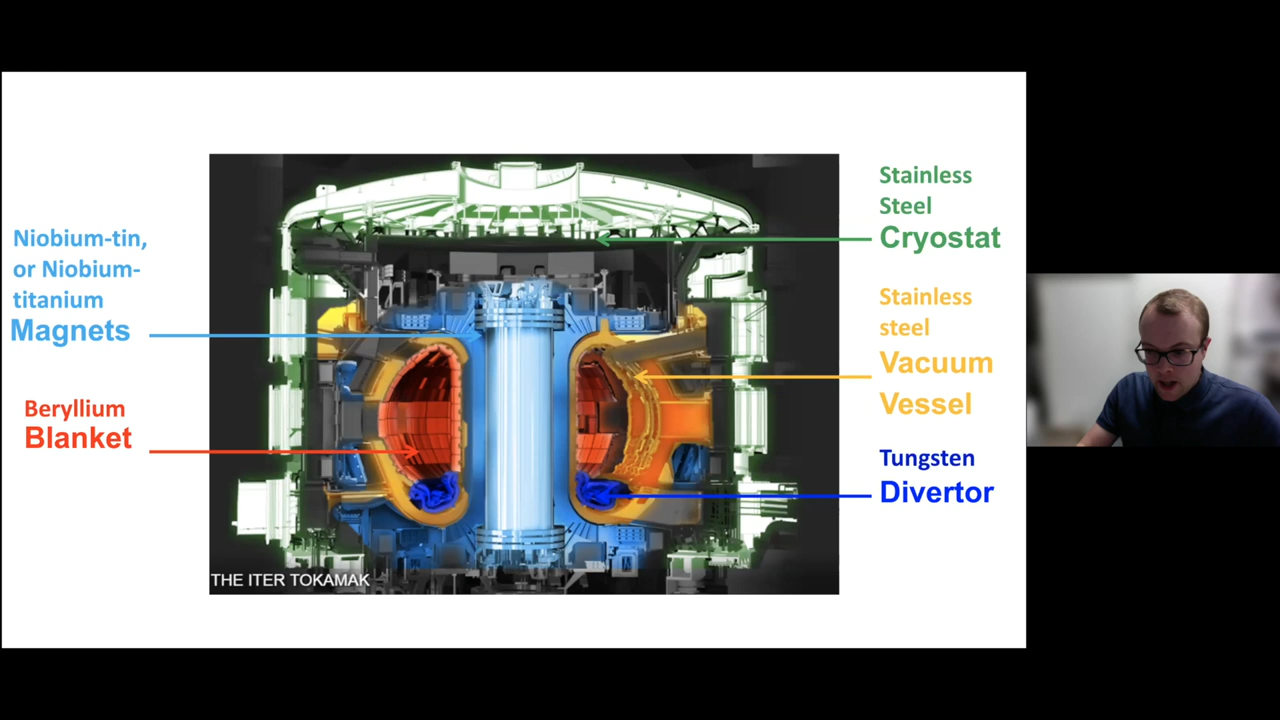 Niobium-tin,
or Niobium-
titanium
Magnets
Beryllium
Blanket
Stainless
Steel
Cryostat
Stainless
steel
Vacuum
Vessel
Tungsten
Divertor
THE ITER TOKAMAK